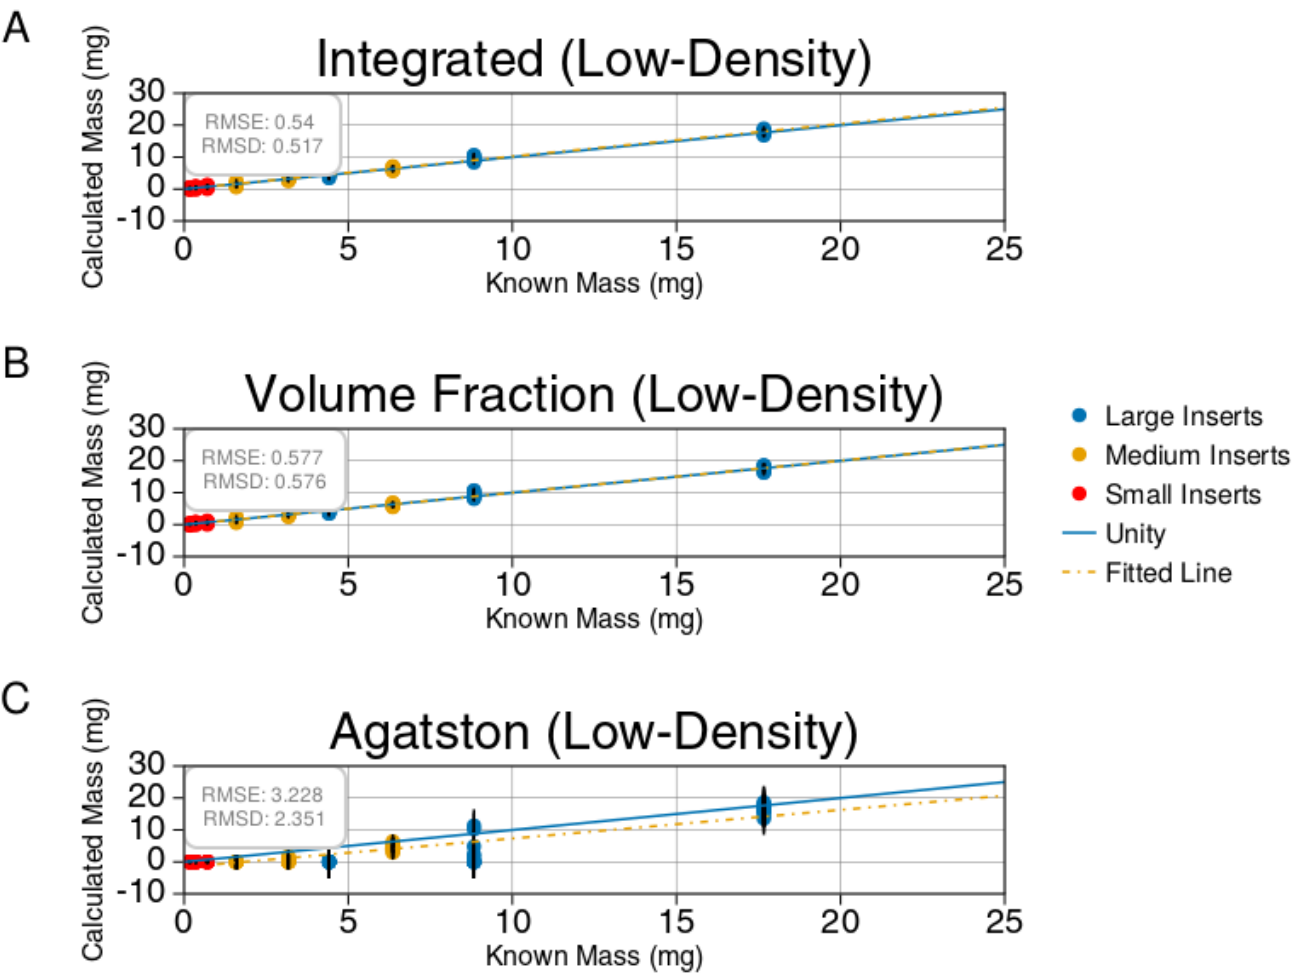 A
Integrated (Low-Density)
Calculated Mass (mg)
30
20
10
0
-10
RMSE: 0.54
RMSD: 0.517
0 5 10 15 20 25
Known Mass (mg)
B
Volume Fraction (Low-Density)
Calculated Mass (mg)
30
20
10
0
-10
RMSE: 0.577
RMSD: 0.576
0 5 10 15 20 25
Known Mass (mg)
Large Inserts
Medium Inserts
Small Inserts
Unity
Fitted Line
C
Agatston (Low-Density)
Calculated Mass (mg)
30
20
10
0
-10
RMSE: 3.228
RMSD: 2.351
0 5 10 15 20 25
Known Mass (mg)